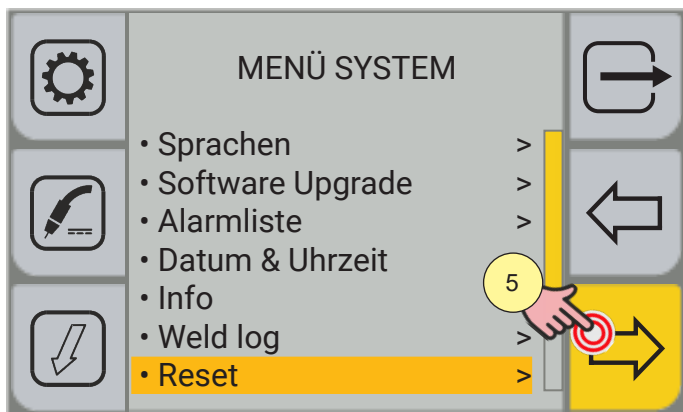 MENÜ SYSTEM
• Sprachen >
• Software Upgrade >
• Alarmliste >
• Datum & Uhrzeit
• Info
• Weld log >
• Reset >
5